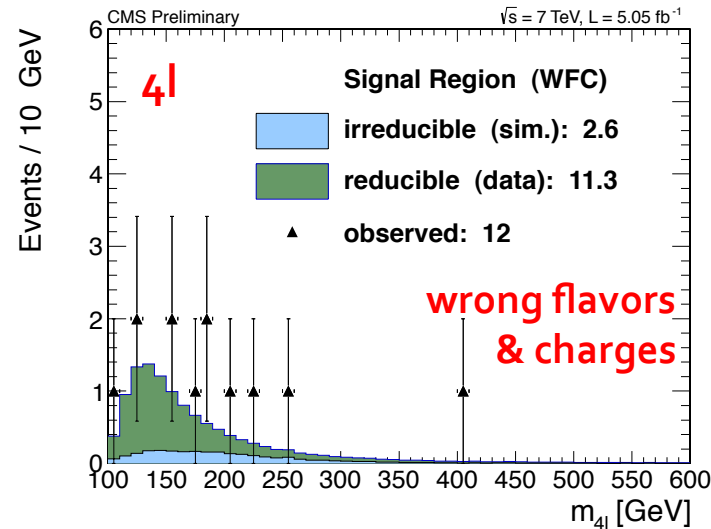 CMS Preliminary
√s = 7 TeV, L = 5.05 fb⁻¹
Events / 10 GeV
6
5
4
3
2
1
0
4l
Signal Region (WFC)
irreducible (sim.): 2.6
reducible (data): 11.3
observed: 12
wrong flavors
& charges
100 150 200 250 300 350 400 450 500 550 600
m₄ₗ [GeV]